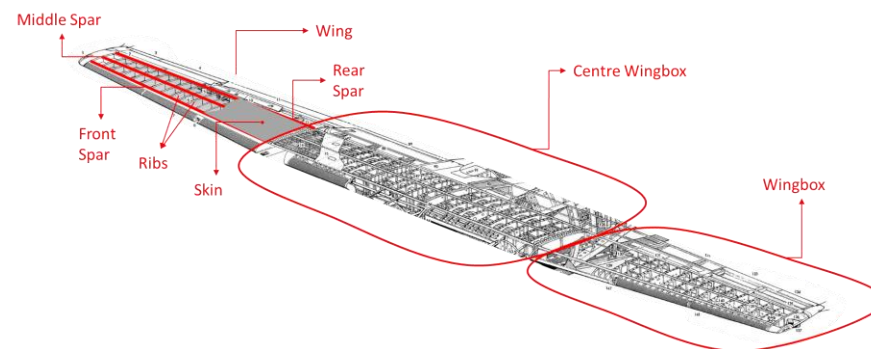 Middle Spar
Wing
Rear
Spar
Centre Wingbox
Front
Spar
Ribs
Skin
Wingbox